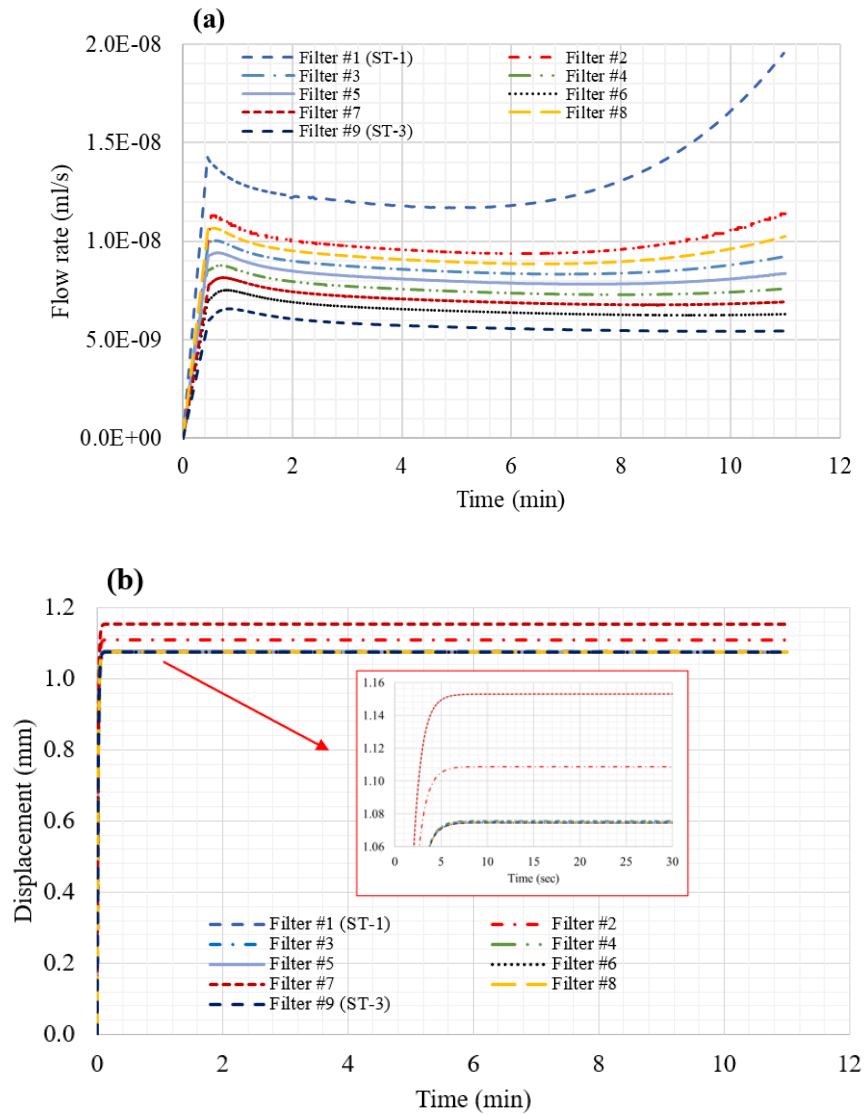 (a)
2.0E-08
1.5E-08
1.0E-08
5.0E-09
0.0E+00
Flow rate (ml/s)
Filter #1 (ST-1) Filter #2
Filter #3 Filter #4
Filter #5 Filter #6
Filter #7 Filter #8
Filter #9 (ST-3)
0 2 4 6 8 10 12
Time (min)
(b)
1.2
1.0
0.8
0.6
0.4
0.2
0.0
Displacement (mm)
1.16
1.14
1.12
1.10
1.08
1.06
0 5 10 15 20 25 30
Time (sec)
Filter #1 (ST-1) Filter #2
Filter #3 Filter #4
Filter #5 Filter #6
Filter #7 Filter #8
Filter #9 (ST-3)
0 2 4 6 8 10 12
Time (min)